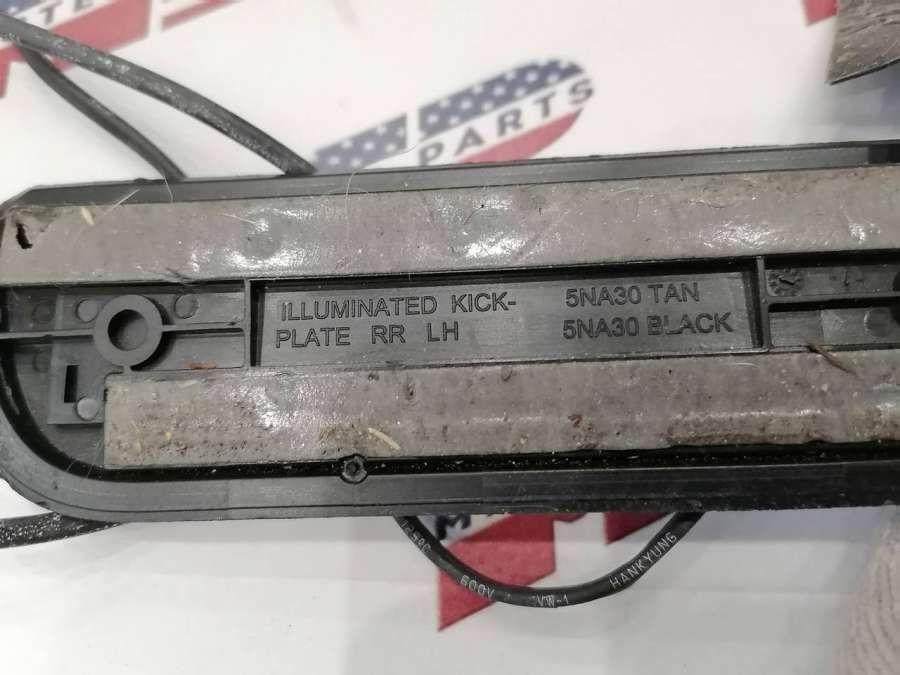 PARTS
ILLUMINATED KICK-
PLATE RR LH
5NA30 TAN
5NA30 BLACK
600V VW-1 HANKYUNG